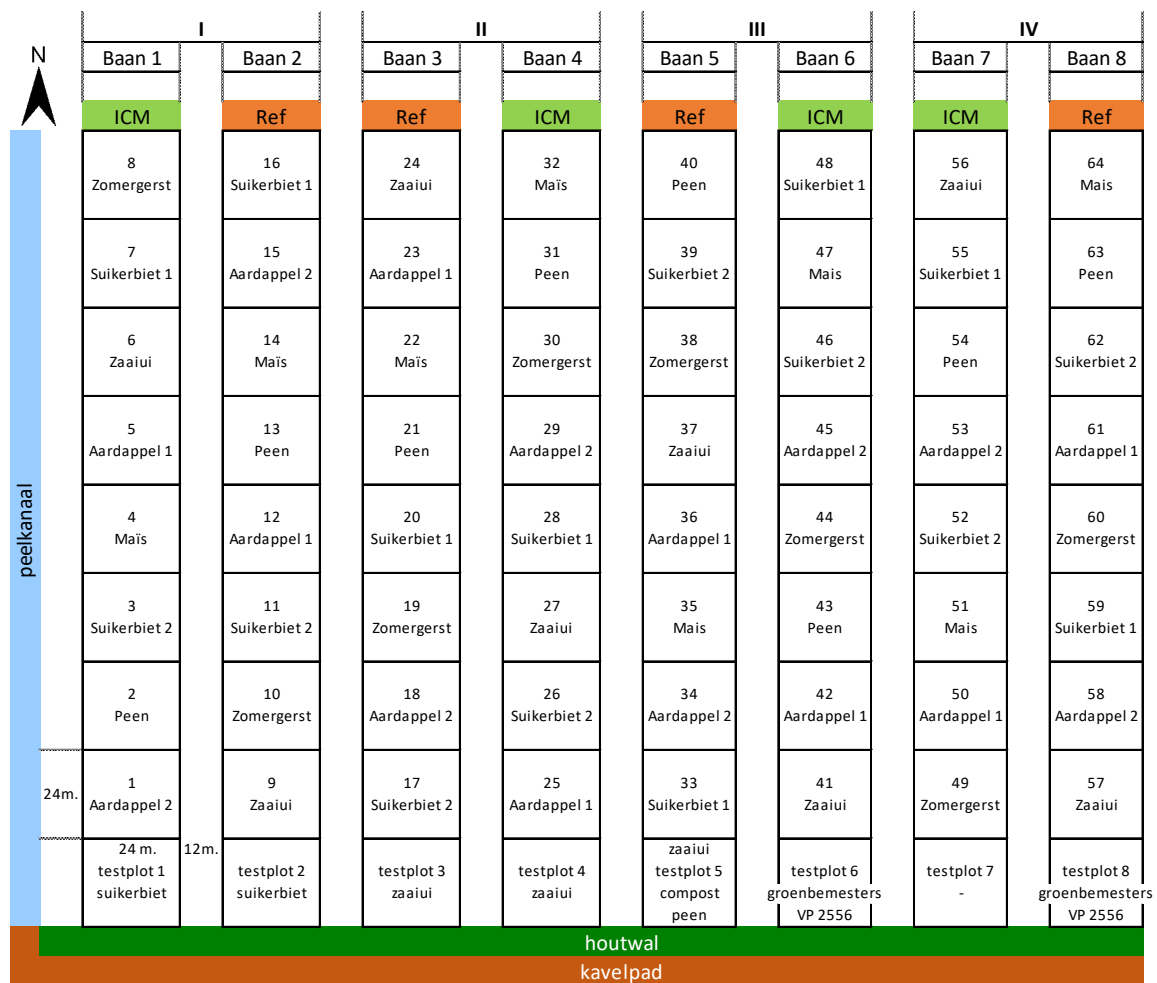 I II III IV
N
Baan 1 Baan 2 Baan 3 Baan 4 Baan 5 Baan 6 Baan 7 Baan 8
ICM Ref Ref ICM Ref ICM ICM Ref
8 16 24 32 40 48 56 64
Zomergerst Suikerbiet 1 Zaaiui Maïs Peen Suikerbiet 1 Zaaiui Mais
7 15 23 31 39 47 55 63
Suikerbiet 1 Aardappel 2 Aardappel 1 Peen Suikerbiet 2 Mais Suikerbiet 1 Peen
6 14 22 30 38 46 54 62
Zaaiui Maïs Maïs Zomergerst Zomergerst Suikerbiet 2 Peen Suikerbiet 2
5 13 21 29 37 45 53 61
Aardappel 1 Peen Peen Aardappel 2 Zaaiui Aardappel 2 Aardappel 2 Aardappel 1
4 12 20 28 36 44 52 60
Maïs Aardappel 1 Suikerbiet 1 Suikerbiet 1 Aardappel 1 Zomergerst Suikerbiet 2 Zomergerst
peelkanaal
3 11 19 27 35 43 51 59
Suikerbiet 2 Suikerbiet 2 Zomergerst Zaaiui Mais Peen Mais Suikerbiet 1
2 10 18 26 34 42 50 58
Peen Zomergerst Aardappel 2 Suikerbiet 2 Aardappel 2 Aardappel 1 Aardappel 1 Aardappel 2
24m.
1 9 17 25 33 41 49 57
Aardappel 2 Zaaiui Suikerbiet 2 Aardappel 1 Suikerbiet 1 Zaaiui Zomergerst Zaaiui
24 m. 12m. zaaiui
testplot 1 testplot 2 testplot 3 testplot 4 testplot 5 testplot 6 testplot 7 testplot 8
suikerbiet suikerbiet zaaiui zaaiui compost groenbemesters - groenbemesters
peen VP 2556 VP 2556
houtwal
kavelpad